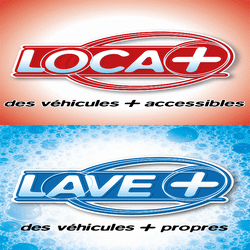 LOCA+
des véhicules + accessibles
LAVE+
des véhicules + propres